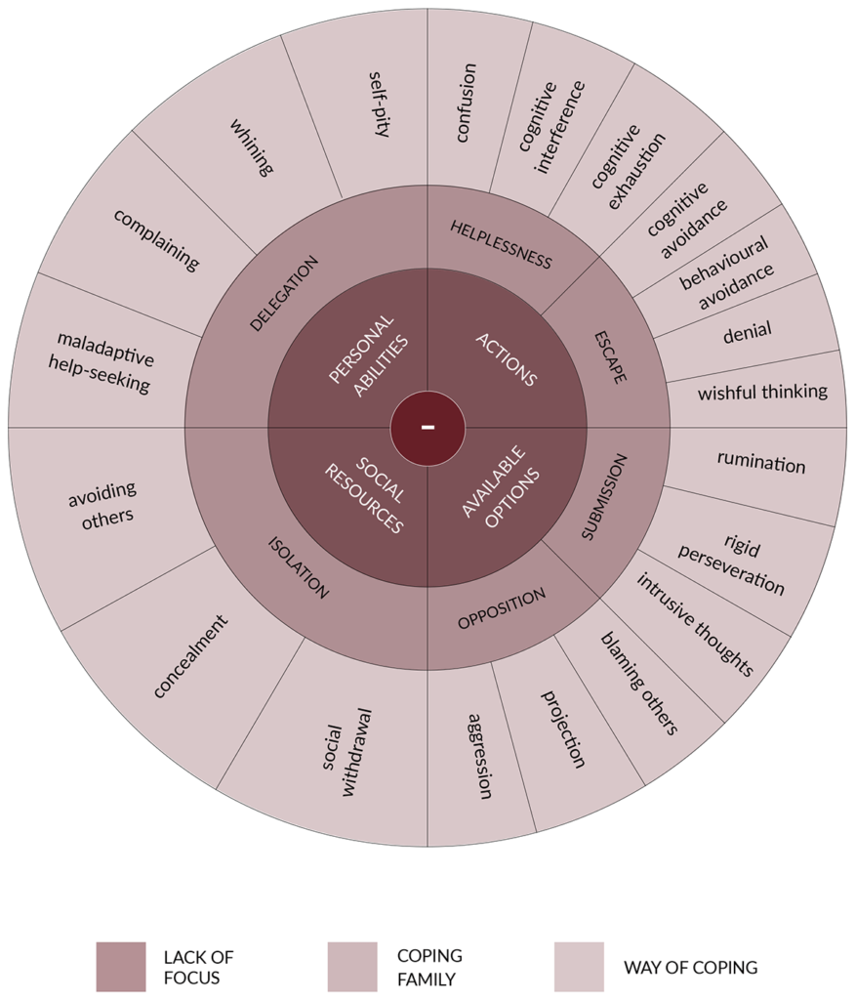 -
PERSONAL
ABILITIES
ACTIONS
AVAILABLE
OPTIONS
SOCIAL
RESOURCES
HELPLESSNESS
ESCAPE
SUBMISSION
OPPOSITION
ISOLATION
DELEGATION
confusion
cognitive
interference
cognitive
exhaustion
cognitive
avoidance
behavioural
avoidance
denial
wishful thinking
rumination
rigid
perseveration
intrusive thoughts
blaming others
projection
aggression
social
withdrawal
concealment
avoiding
others
maladaptive
help-seeking
complaining
whining
self-pity
LACK OF
FOCUS
COPING
FAMILY
WAY OF COPING